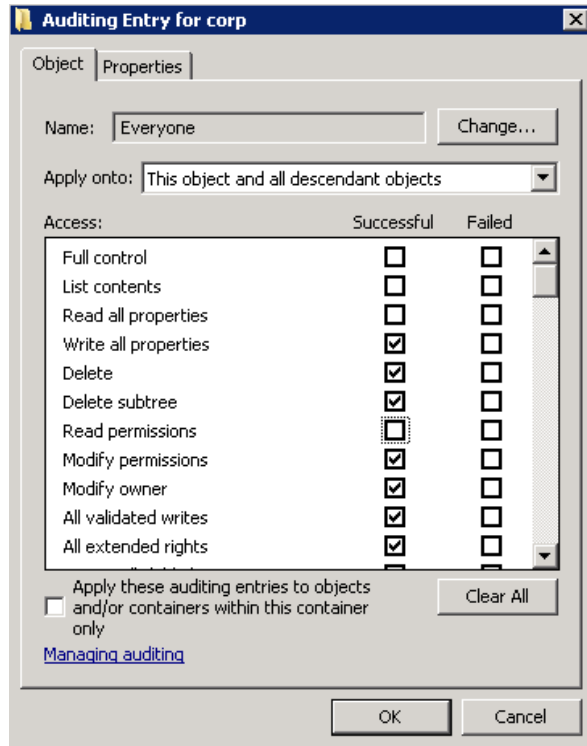 Auditing Entry for corp
Object Properties
Name: Everyone Change...
Apply onto: This object and all descendant objects
Access: Successful Failed
Full control
List contents
Read all properties
Write all properties
Delete
Delete subtree
Read permissions
Modify permissions
Modify owner
All validated writes
All extended rights
Apply these auditing entries to objects
and/or containers within this container
only
Clear All
Managing auditing
OK Cancel